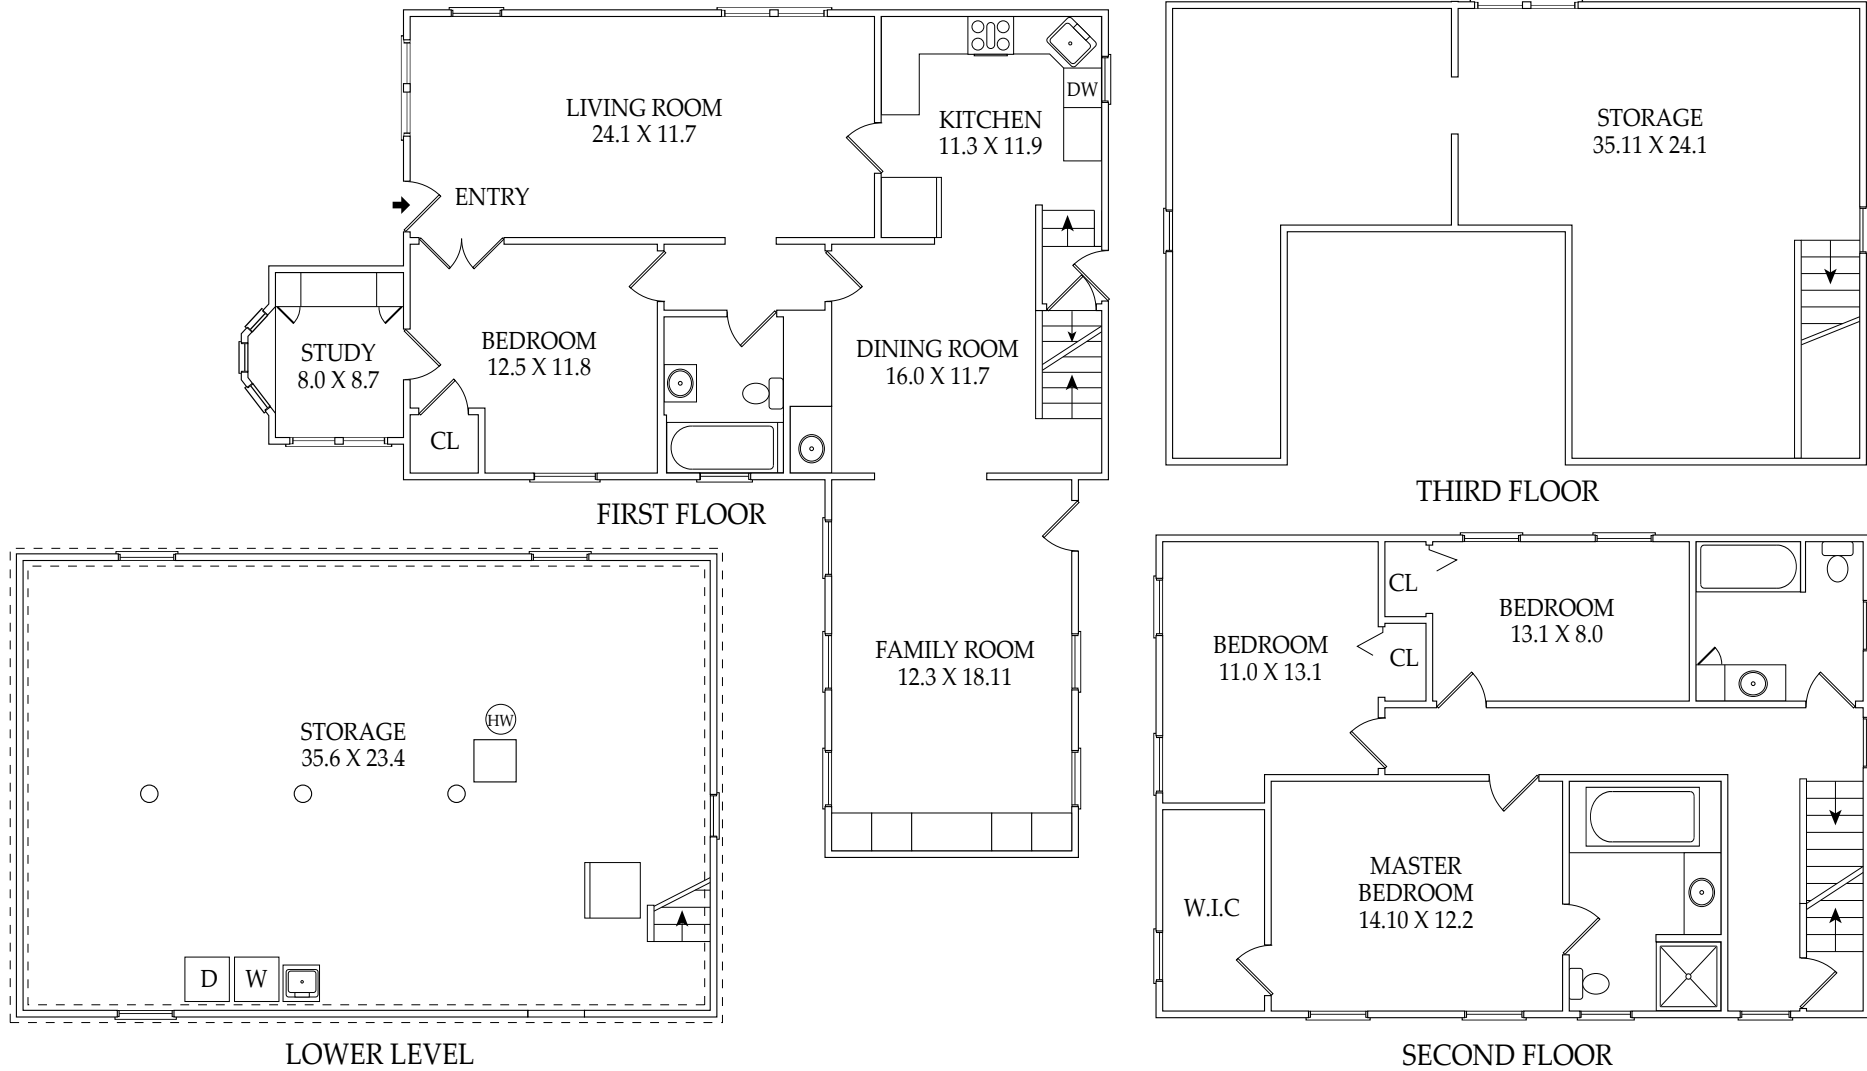 LIVING ROOM
24.1 X 11.7
KITCHEN
11.3 X 11.9
DW
ENTRY
STUDY
8.0 X 8.7
BEDROOM
12.5 X 11.8
CL
DINING ROOM
16.0 X 11.7
FAMILY ROOM
12.3 X 18.11
FIRST FLOOR
STORAGE
35.11 X 24.1
THIRD FLOOR
STORAGE
35.6 X 23.4
HW
D
W
LOWER LEVEL
BEDROOM
11.0 X 13.1
CL
CL
BEDROOM
13.1 X 8.0
W.I.C
MASTER
BEDROOM
14.10 X 12.2
SECOND FLOOR